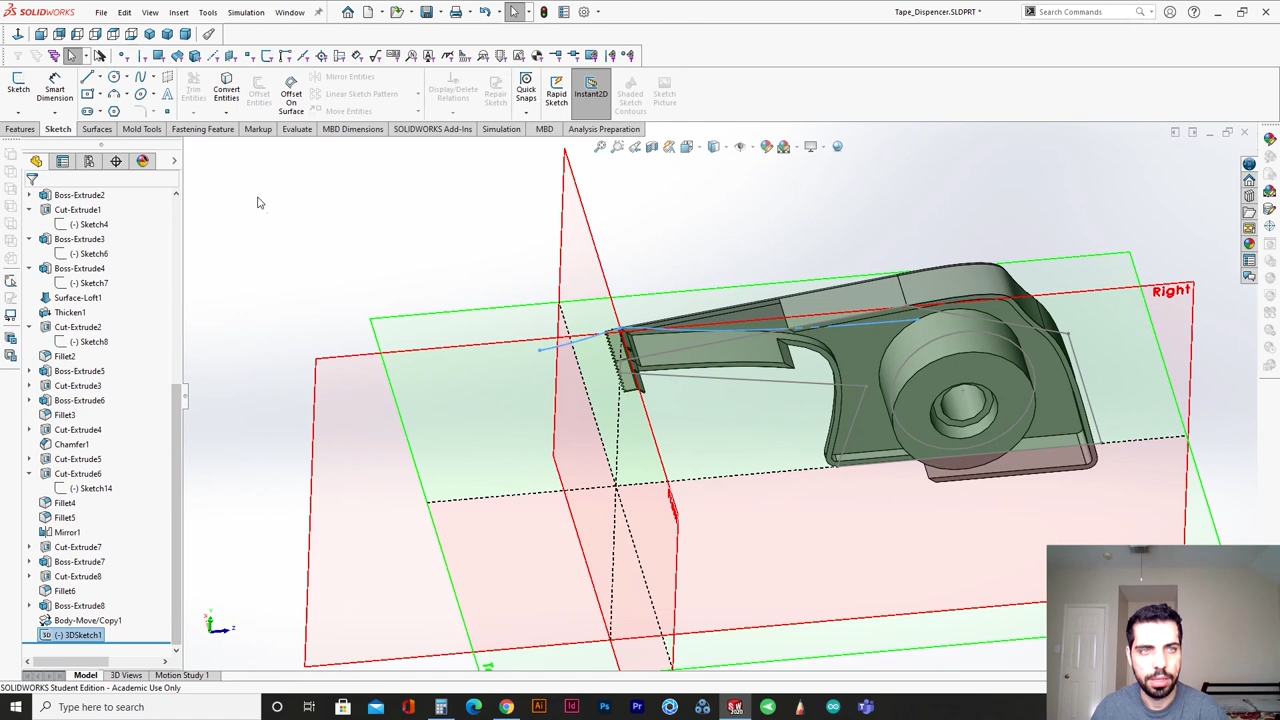 SOLIDWORKS
File Edit View Insert Tools Simulation Window
Tape_Dispenser.SLDPRT *
Search Commands
Sketch
Smart Dimension
Trim Entities
Convert Entities
Offset Entities
Offset On Surface
Mirror Entities
Linear Sketch Pattern
Move Entities
Display/Delete Relations
Repair Sketch
Quick Snaps
Rapid Sketch
Instant2D
Shaded Sketch Contours
Sketch Picture
Features Sketch Surfaces Mold Tools Fastening Feature Markup Evaluate MBD Dimensions SOLIDWORKS Add-Ins Simulation MBD Analysis Preparation
Boss-Extrude2
Cut-Extrude1
(-) Sketch4
Boss-Extrude3
(-) Sketch6
Boss-Extrude4
(-) Sketch7
Surface-Loft1
Thicken1
Cut-Extrude2
(-) Sketch8
Fillet2
Boss-Extrude5
Cut-Extrude3
Boss-Extrude6
Fillet3
Cut-Extrude4
Chamfer1
Cut-Extrude5
Cut-Extrude6
(-) Sketch14
Fillet4
Fillet5
Mirror1
Cut-Extrude7
Boss-Extrude7
Cut-Extrude8
Fillet6
Boss-Extrude8
Body-Move/Copy1
3D (-) 3DSketch1
Right
Model 3D Views Motion Study 1
SOLIDWORKS Student Edition - Academic Use Only
Type here to search